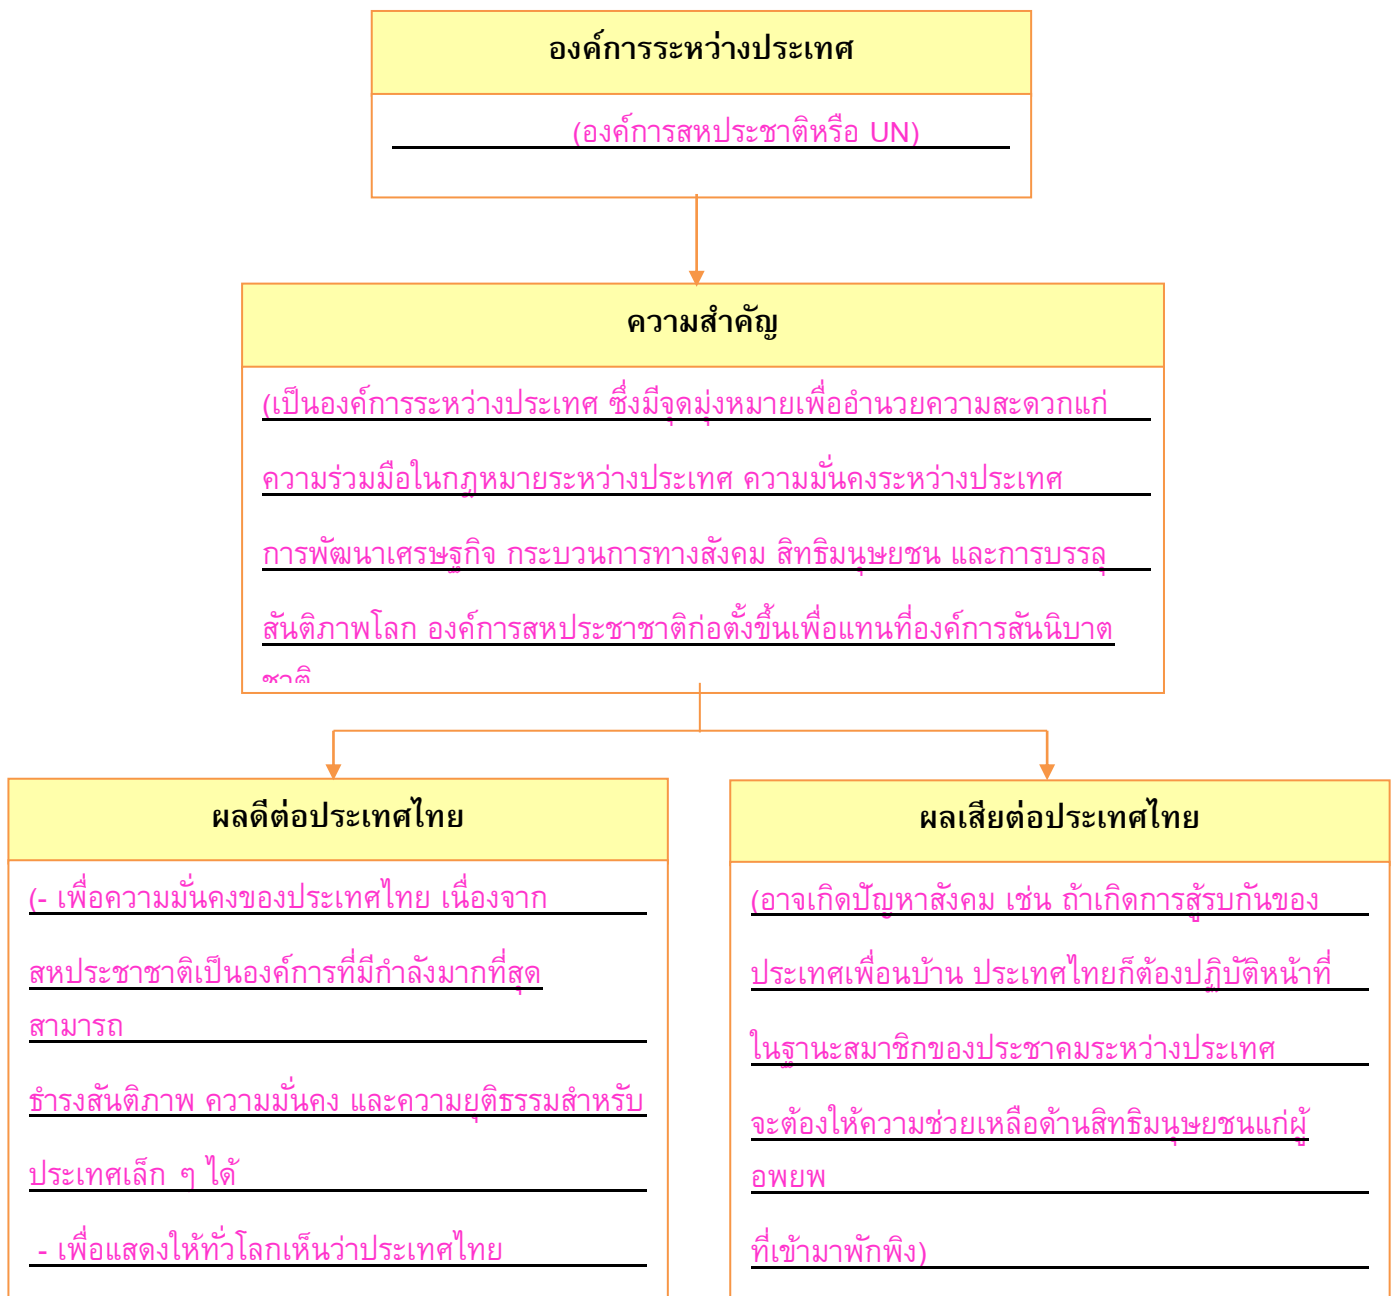 องค์การระหว่างประเทศ
(องค์การสหประชาติหรือ UN)
ความสำคัญ
(เป็นองค์การระหว่างประเทศ ซึ่งมีจุดมุ่งหมายเพื่ออำนวยความสะดวกแก่
ความร่วมมือในกฎหมายระหว่างประเทศ ความมั่นคงระหว่างประเทศ
การพัฒนาเศรษฐกิจ กระบวนการทางสังคม สิทธิมนุษยชน และการบรรลุ
สันติภาพโลก องค์การสหประชาชาติก่อตั้งขึ้นเพื่อแทนที่องค์การสันนิบาต
ชาติ
ผลดีต่อประเทศไทย
(- เพื่อความมั่นคงของประเทศไทย เนื่องจาก
สหประชาชาติเป็นองค์การที่มีกำลังมากที่สุด
สามารถ
ธำรงสันติภาพ ความมั่นคง และความยุติธรรมสำหรับ
ประเทศเล็ก ๆ ได้
- เพื่อแสดงให้ทั่วโลกเห็นว่าประเทศไทย
ผลเสียต่อประเทศไทย
(อาจเกิดปัญหาสังคม เช่น ถ้าเกิดการสู้รบกันของ
ประเทศเพื่อนบ้าน ประเทศไทยก็ต้องปฏิบัติหน้าที่
ในฐานะสมาชิกของประชาคมระหว่างประเทศ
จะต้องให้ความช่วยเหลือด้านสิทธิมนุษยชนแก่ผู้
อพยพ
ที่เข้ามาพักพิง)